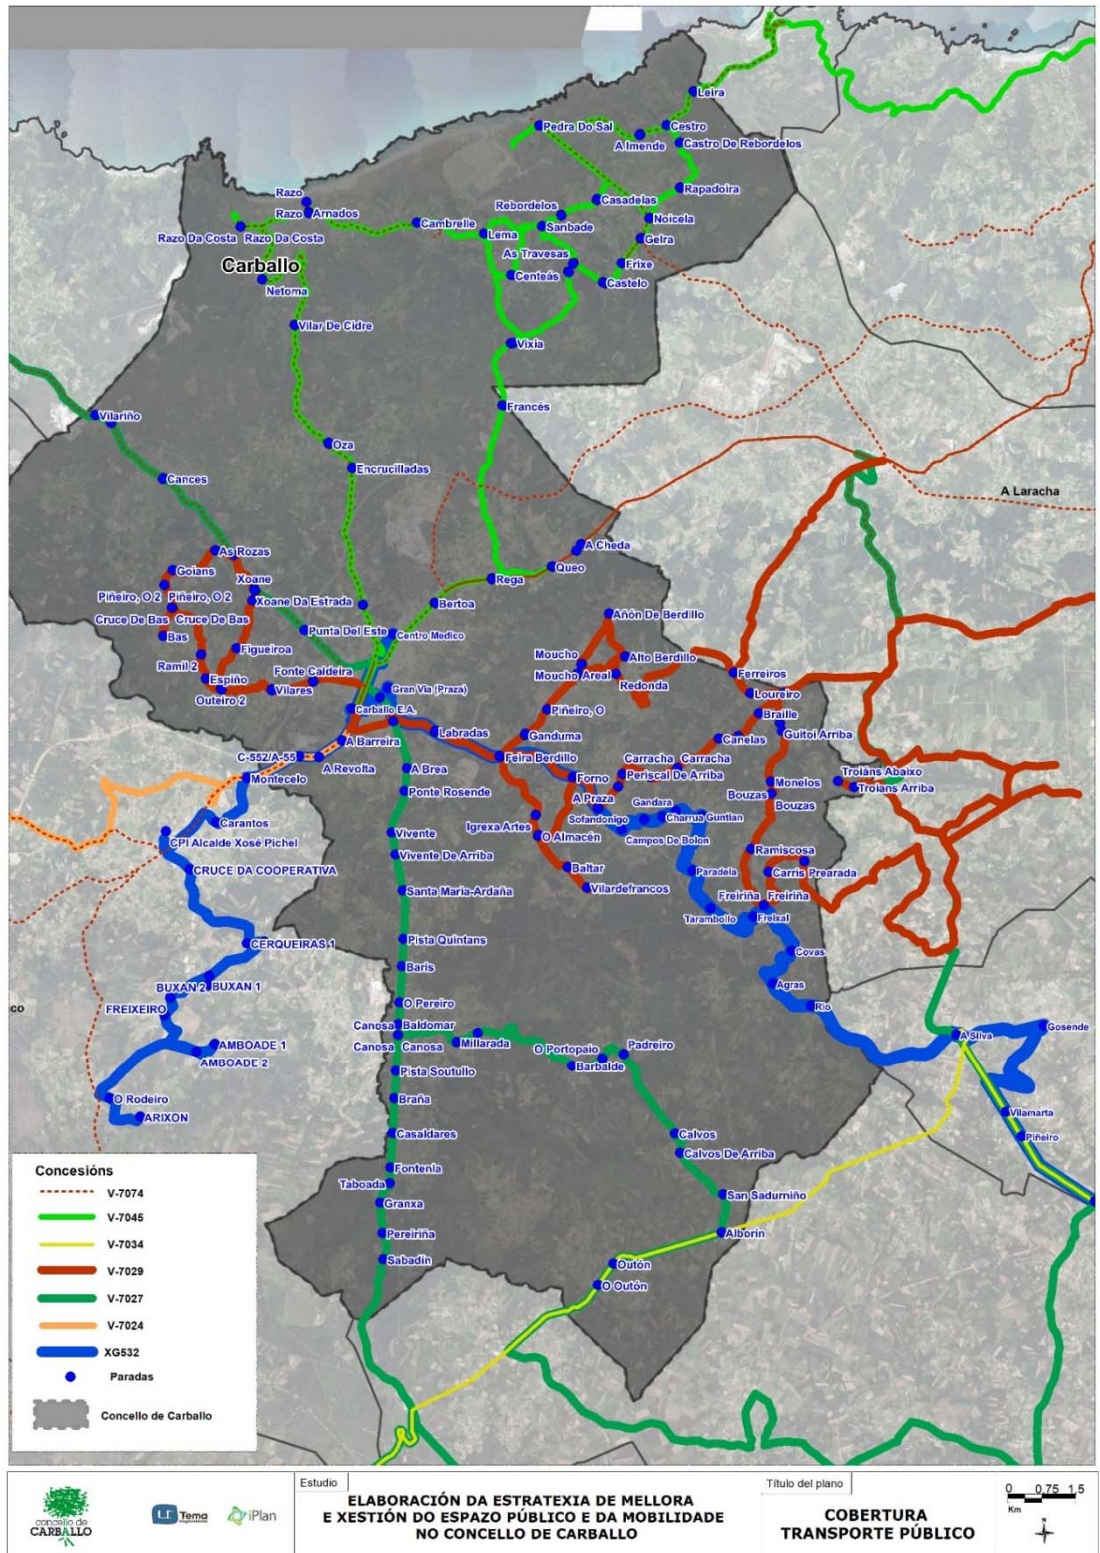 Leira
Pedra Do Sal
Cestro
A Imende
Castro De Rebordelos
Rapadoira
Razo
Casadelas
Rebordelos
Razo
Arnados
Cambrelle
Noicela
Razo Da Costa
Razo Da Costa
Lema
Sanbade
Geira
As Travesas
Carballo
Centeás
Frixe
Netoma
Castelo
Vilar De Cidre
Vixia
Francés
Vilariño
Oza
Encrucilladas
Cances
A Laracha
As Rozas
A Cheda
Goians
Queo
Xoane
Rega
Piñeiro, O 2
Piñeiro, O 2
Xoane Da Estrada
Bertoa
Cruce De Bas
Cruce De Bas
Añón De Berdillo
Bas
Punta Del Este
Centro Medico
Figueiroa
Moucho
Alto Berdillo
Ramil 2
Fonte Caldeira
Moucho
Areal
Ferreiros
Espiño
Redonda
Outeiro 2
Vilares
Gran Via (Praza)
Loureiro
Carballo E.A.
Piñeiro, O
Braille
Labradas
Ganduma
Canelas
Guitoi Arriba
A Barreira
C-552/A-55
A Revolta
Feira Berdillo
Carracha
Carracha
Montecelo
A Brea
Forno
Periscal De Arriba
Troiáns Abaixo
Ponte Rosende
A Praza
Gandara
Monelos
Troians Arriba
Bouzas
Bouzas
Carantos
Igrexa Artes
Sofandonigo
Charrua Guntlan
CPI Alcalde Xosé Pichel
Vivente
O Almacén
Campos De Bolon
Vivente De Arriba
Ramiscosa
CRUCE DA COOPERATIVA
Baltar
Paradela
Carris Prearada
Santa Maria-Ardaña
Vilardefrancos
Freiriña
Freiriña
Tarambollo
Freixal
CERQUEIRAS 1
Pista Quintans
Covas
Baris
BUXAN 2
BUXAN 1
Agras
FREIXEIRO
O Pereiro
Rio
co
Canosa
Baldomar
Gosende
Canosa
Canosa
Millarada
A Silva
AMBOADE 1
O Portopaio
Padreiro
AMBOADE 2
Barbalde
Pista Soutullo
O Rodeiro
Braña
ARIXON
Vilamarta
Casaldares
Calvos
Piñeiro
Calvos De Arriba
Fontenla
Taboada
San Sadurniño
Granxa
Pereiriña
Alborin
Sabadin
Outón
O Outón
Concesións
V-7074
V-7045
V-7034
V-7029
V-7027
V-7024
XG532
Paradas
Concello de Carballo
concello de
CARBALLO
Tema
iPlan
Estudio
ELABORACIÓN DA ESTRATEXIA DE MELLORA
E XESTIÓN DO ESPAZO PÚBLICO E DA MOBILIDADE
NO CONCELLO DE CARBALLO
Título del plano
COBERTURA
TRANSPORTE PÚBLICO
0 0,75 1,5
Km